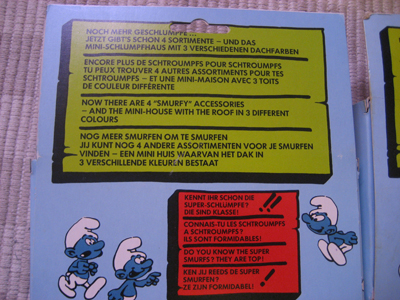 NOCH MEHR GESCHLUMPFE
JETZT GIBT'S SCHON 4 SORTIMENTE – UND DAS
MINI-SCHLUMPFHAUS MIT 3 VERSCHIEDENEN DACHFARBEN
ENCORE PLUS DE SCHTROUMPFS POUR SCHTROUMPFS
TU PEUX TROUVER 4 AUTRES ASSORTIMENTS POUR TES
SCHTROUMPFS – ET UNE MINI-MAISON AVEC 3 TOITS
DE COULEUR DIFFÉRENTE
NOW THERE ARE 4 "SMURFY" ACCESSORIES
– AND THE MINI-HOUSE WITH THE ROOF IN 3 DIFFERENT
COLOURS
NOG MEER SMURFEN OM TE SMURFEN
JIJ KUNT NOG 4 ANDERE ASSORTIMENTEN VOOR JE SMURFEN
VINDEN – EEN MINI HUIS WAARVAN HET DAK IN
3 VERSCHILLENDE KLEUREN BESTAAT
KENNT IHR SCHON DIE
SUPER-SCHLÜMPFE?
DIE SIND KLASSE!
CONNAIS-TU LES SCHTROUMPFS
A SCHTROUMPFS?
ILS SONT FORMIDABLES!
DO YOU KNOW THE SUPER
SMURFS? THEY ARE TOP!
KEN JIJ REEDS DE SUPER
SMURFEN?
ZE ZIJN FORMIDABEL!
!!